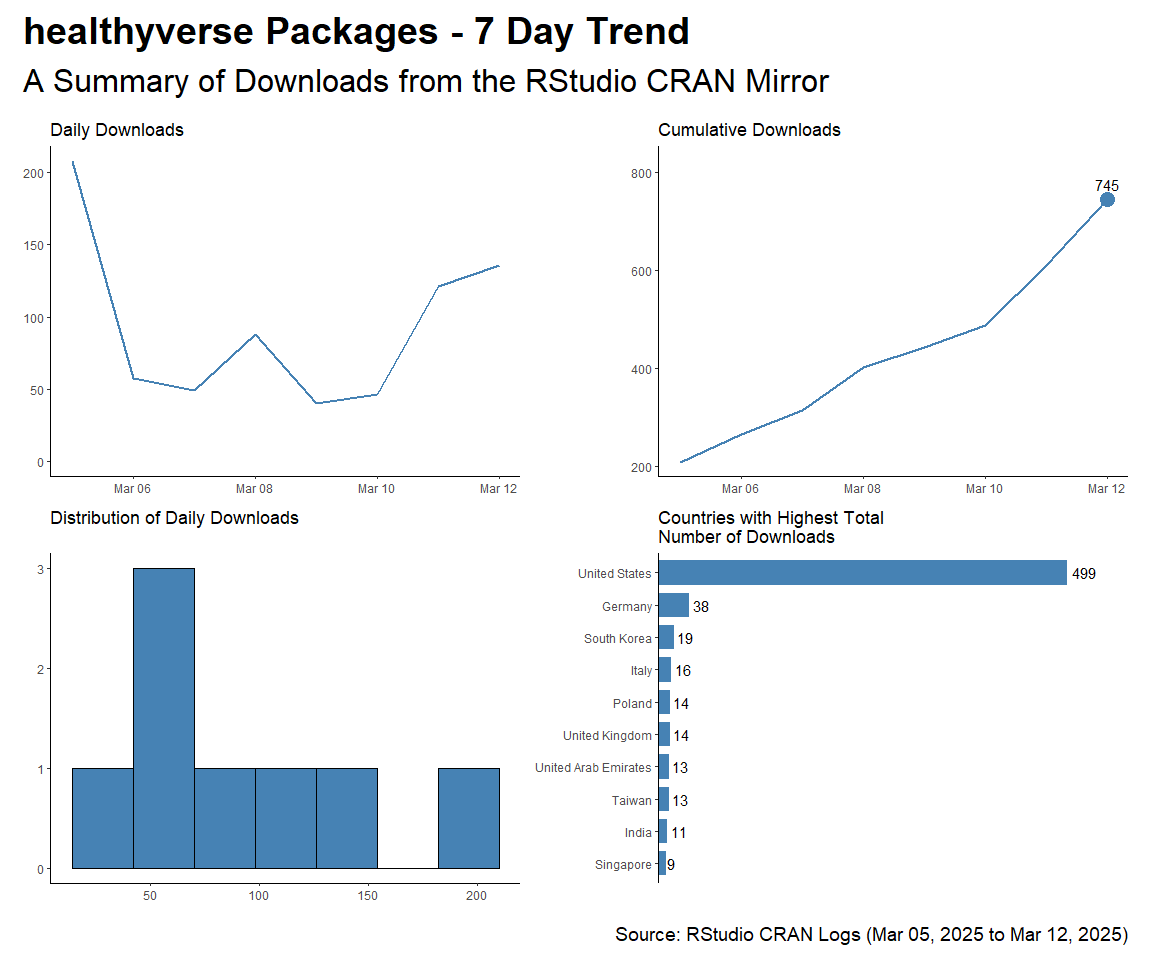 healthyverse Packages - 7 Day Trend
A Summary of Downloads from the RStudio CRAN Mirror
Daily Downloads
200
150
100
50
0
Mar 06
Mar 08
Mar 10
Mar 12
Cumulative Downloads
800
600
400
200
745
Mar 06
Mar 08
Mar 10
Mar 12
Distribution of Daily Downloads
3
2
1
0
50
100
150
200
Countries with Highest Total
Number of Downloads
United States 499
Germany 38
South Korea 19
Italy 16
Poland 14
United Kingdom 14
United Arab Emirates 13
Taiwan 13
India 11
Singapore 9
Source: RStudio CRAN Logs (Mar 05, 2025 to Mar 12, 2025)